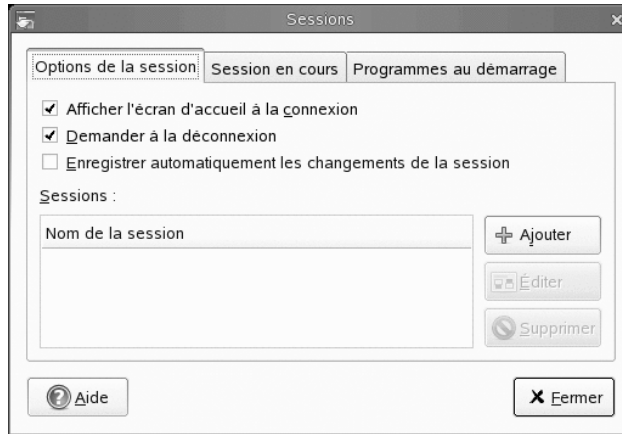 Sessions
Options de la session
Session en cours
Programmes au démarrage
Afficher l'écran d'accueil à la connexion
Demander à la déconnexion
Enregistrer automatiquement les changements de la session
Sessions :
Nom de la session
Ajouter
Éditer
Supprimer
Aide
Fermer